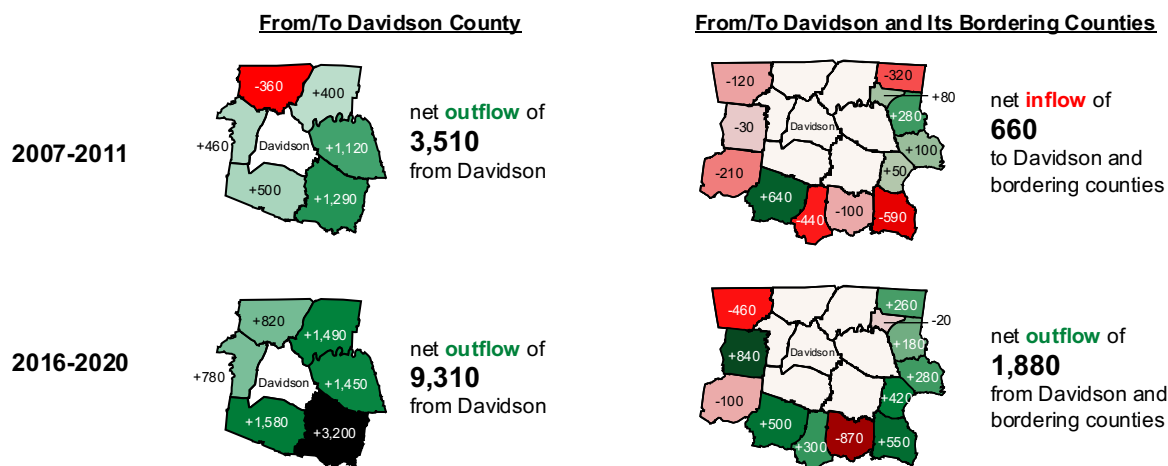 From/To Davidson County
From/To Davidson and Its Bordering Counties
2007-2011
-360
+400
+460
Davidson
+1,120
+500
+1,290
net outflow of
3,510
from Davidson
-120
-320
+80
-30
Davidson
+280
+100
-210
+50
+640
-440
-100
-590
net inflow of
660
to Davidson and
bordering counties
2016-2020
+820
+1,490
+780
Davidson
+1,450
+1,580
+3,200
net outflow of
9,310
from Davidson
-460
+260
-20
+840
Davidson
+180
+280
-100
+420
+500
+300
-870
+550
net outflow of
1,880
from Davidson and
bordering counties